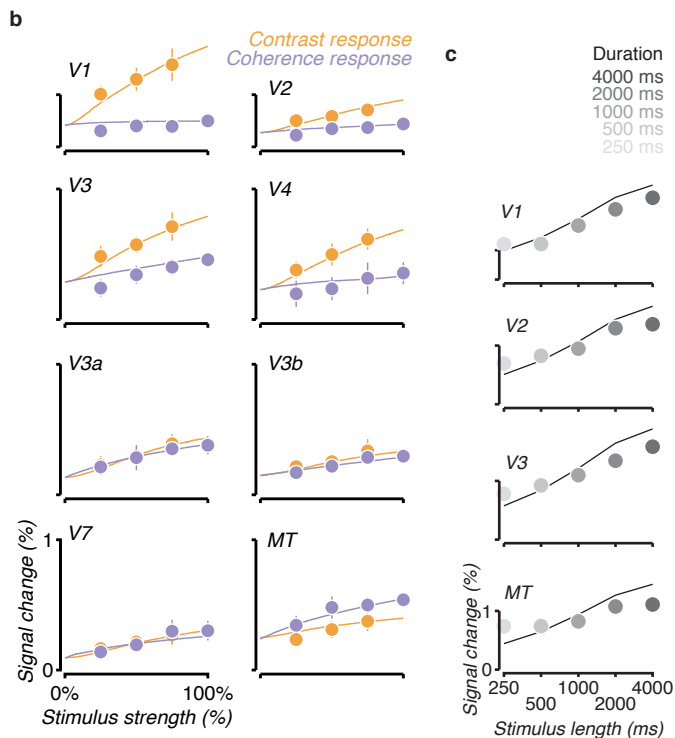 b
Contrast response
Coherence response
V1
V2
V3
V4
V3a
V3b
V7
MT
1
0
Signal change (%)
0%
100%
Stimulus strength (%)
c
Duration
4000 ms
2000 ms
1000 ms
500 ms
250 ms
V1
V2
V3
MT
1
0
Signal change (%)
250
500
1000
2000
4000
Stimulus length (ms)